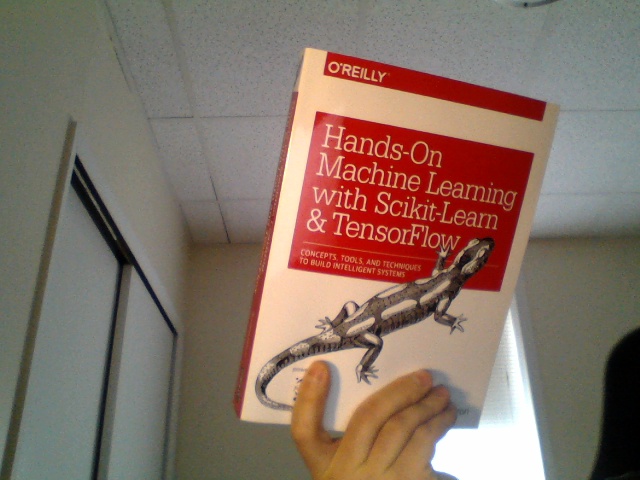 O'REILLY
Hands-On
Machine Learning
with Scikit-Learn
& TensorFlow
CONCEPTS, TOOLS, AND TECHNIQUES
TO BUILD INTELLIGENT SYSTEMS